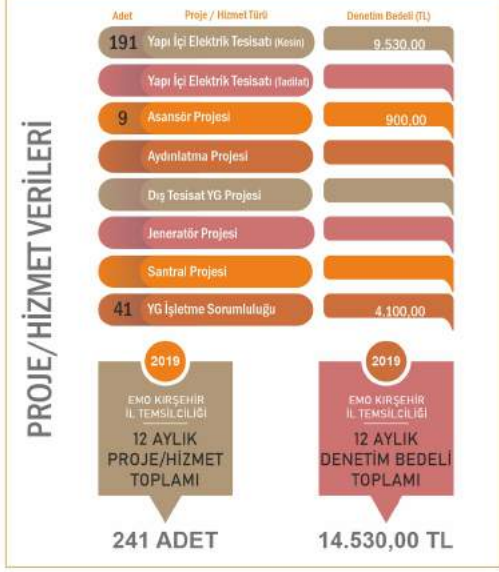 Adet Proje / Hizmet Türü Denetim Bedeli (TL)
191 Yapı İçi Elektrik Tesisatı (Kesin) 9.530.00
Yapı İçi Elektrik Tesisatı (Tadilat)
9 Asansör Projesi 900,00
Aydınlatma Projesi
Dış Tesisat YG Projesi
Jeneratör Projesi
Santral Projesi
41 YG İşletme Sorumluluğu 4.100,00
PROJE/HİZMET VERİLERİ
2019
EMO KIRŞEHİR
İL TEMSİLCİLİĞİ
12 AYLIK
PROJE/HİZMET
TOPLAMI
241 ADET
2019
EMO KIRŞEHİR
İL TEMSİLCİLİĞİ
12 AYLIK
DENETİM BEDELİ
TOPLAMI
14.530,00 TL